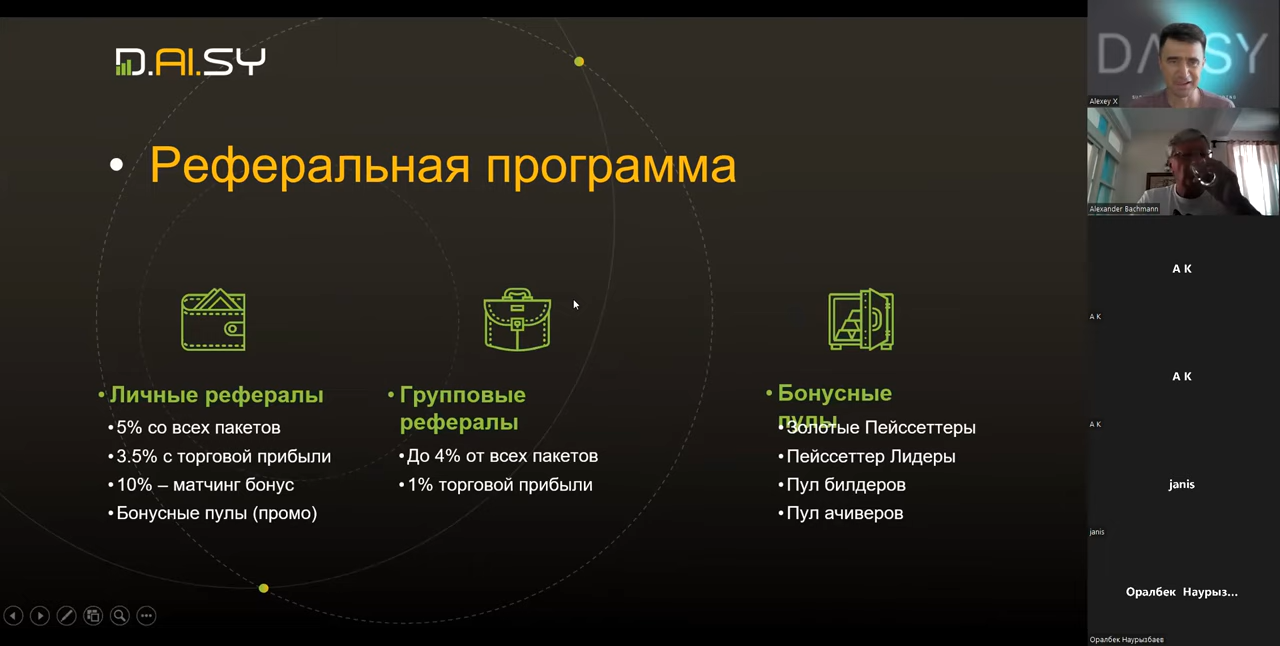 D.AI.SY
• Реферальная программа
• Личные рефералы
• 5% со всех пакетов
• 3.5% с торговой прибыли
• 10% – матчинг бонус
• Бонусные пулы (промо)
• Групповые
рефералы
• До 4% от всех пакетов
• 1% торговой прибыли
• Бонусные
пулы
• Золотые Пейссеттеры
• Пейссеттер Лидеры
• Пул билдеров
• Пул ачиверов
DAISY
Alexey X
Alexander Bachmann
A K
A K
A K
A K
janis
janis
Оралбек Наурыз...
Оралбек Наурызбаев